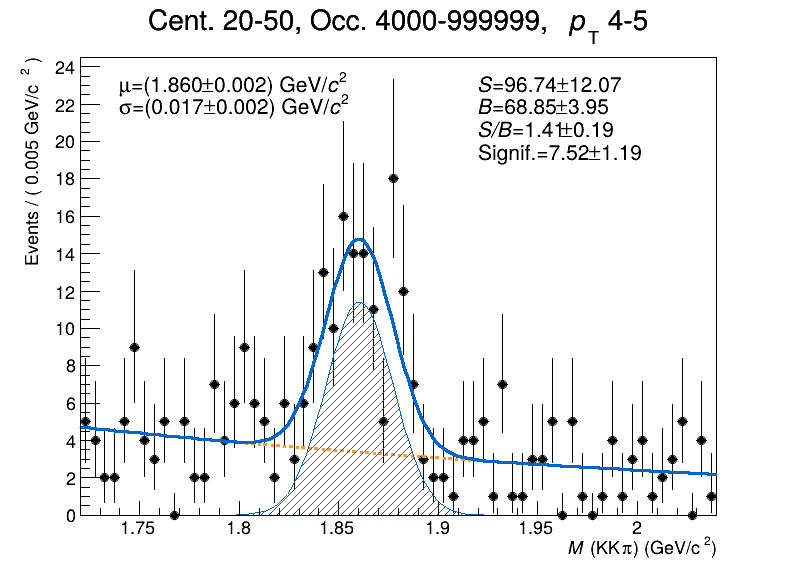 Cent. 20-50, Occ. 4000-999999, p_T 4-5
Events / ( 0.005 GeV/c² )
μ=(1.860±0.002) GeV/c²
σ=(0.017±0.002) GeV/c²
S=96.74±12.07
B=68.85±3.95
S/B=1.41±0.19
Signif.=7.52±1.19
24
22
20
18
16
14
12
10
8
6
4
2
0
1.75 1.8 1.85 1.9 1.95 2
M (KKπ) (GeV/c²)